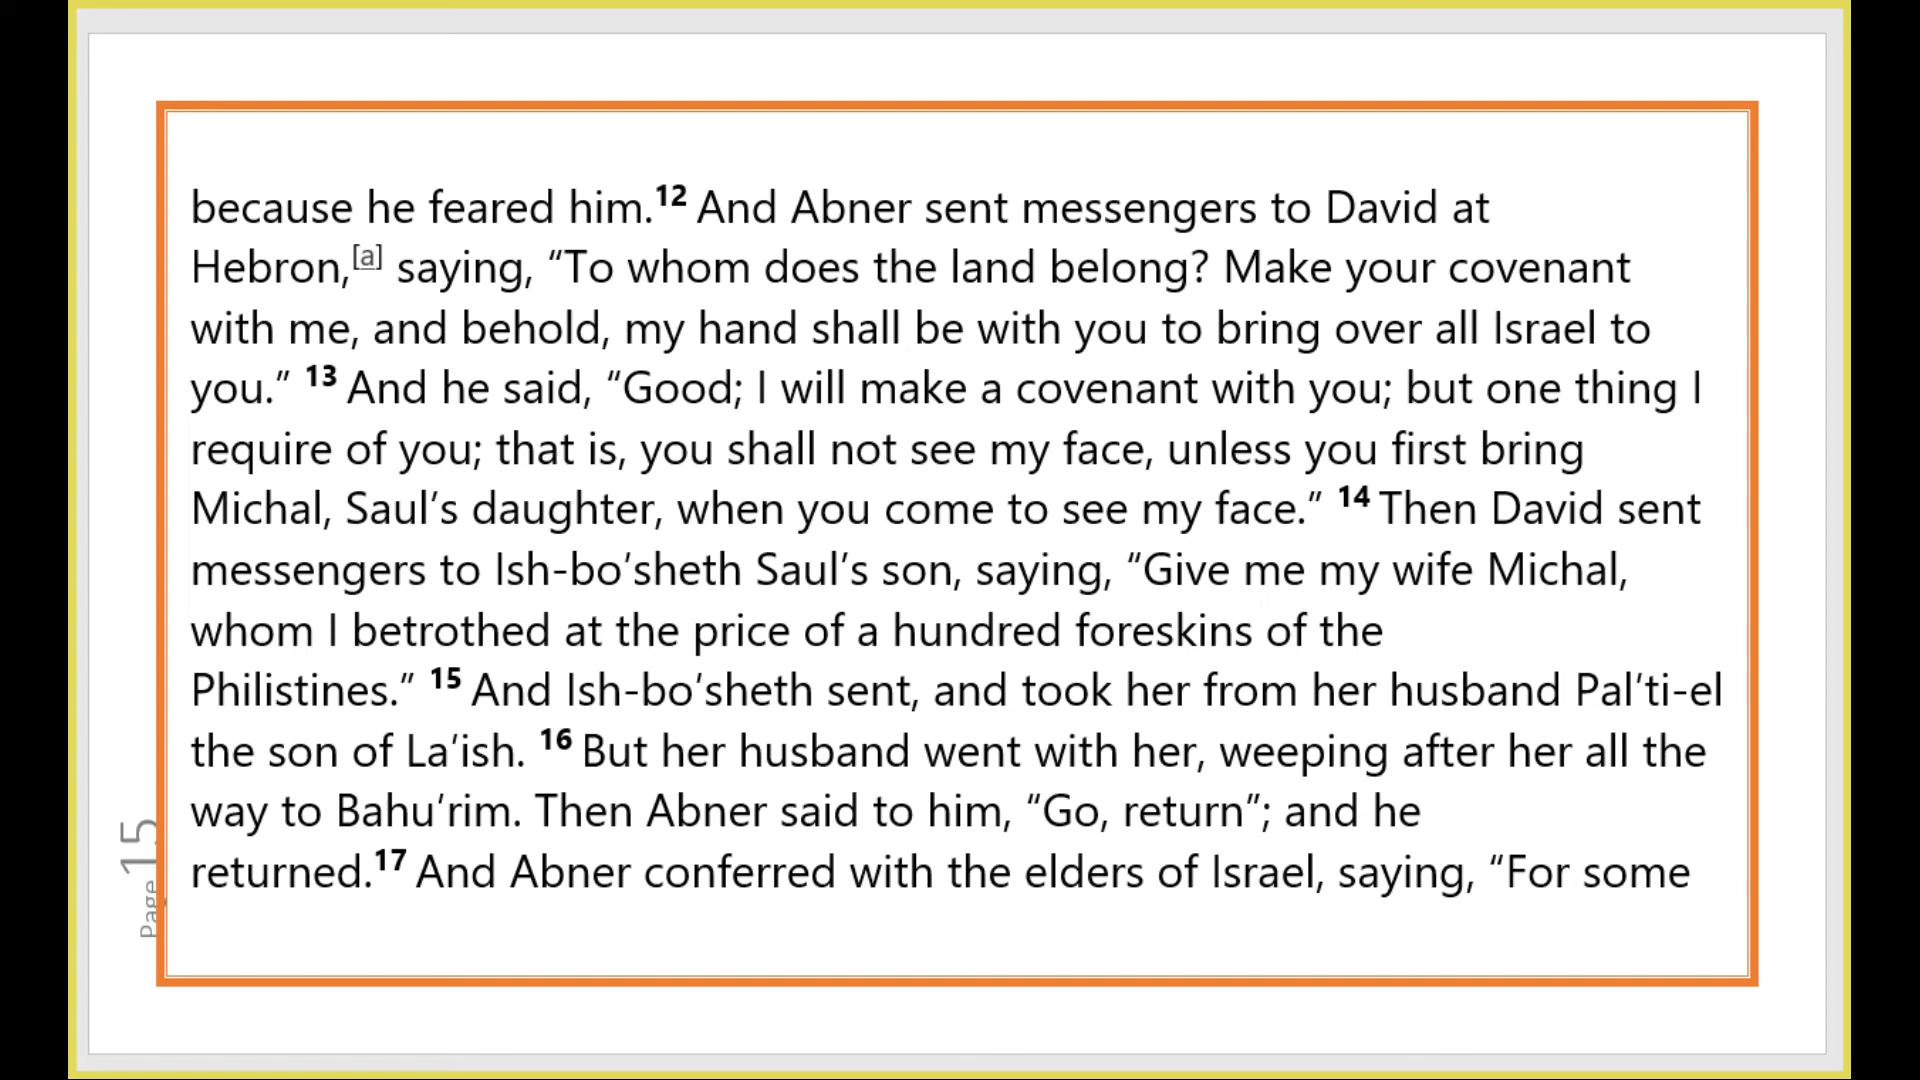 because he feared him.12 And Abner sent messengers to David at
Hebron,[a] saying, “To whom does the land belong? Make your covenant
with me, and behold, my hand shall be with you to bring over all Israel to
you.” 13 And he said, “Good; I will make a covenant with you; but one thing I
require of you; that is, you shall not see my face, unless you first bring
Michal, Saul’s daughter, when you come to see my face.” 14 Then David sent
messengers to Ish-bo′sheth Saul’s son, saying, “Give me my wife Michal,
whom I betrothed at the price of a hundred foreskins of the
Philistines.” 15 And Ish-bo′sheth sent, and took her from her husband Pal′ti-el
the son of La′ish. 16 But her husband went with her, weeping after her all the
way to Bahu′rim. Then Abner said to him, “Go, return”; and he
returned.17 And Abner conferred with the elders of Israel, saying, “For some
Page 15